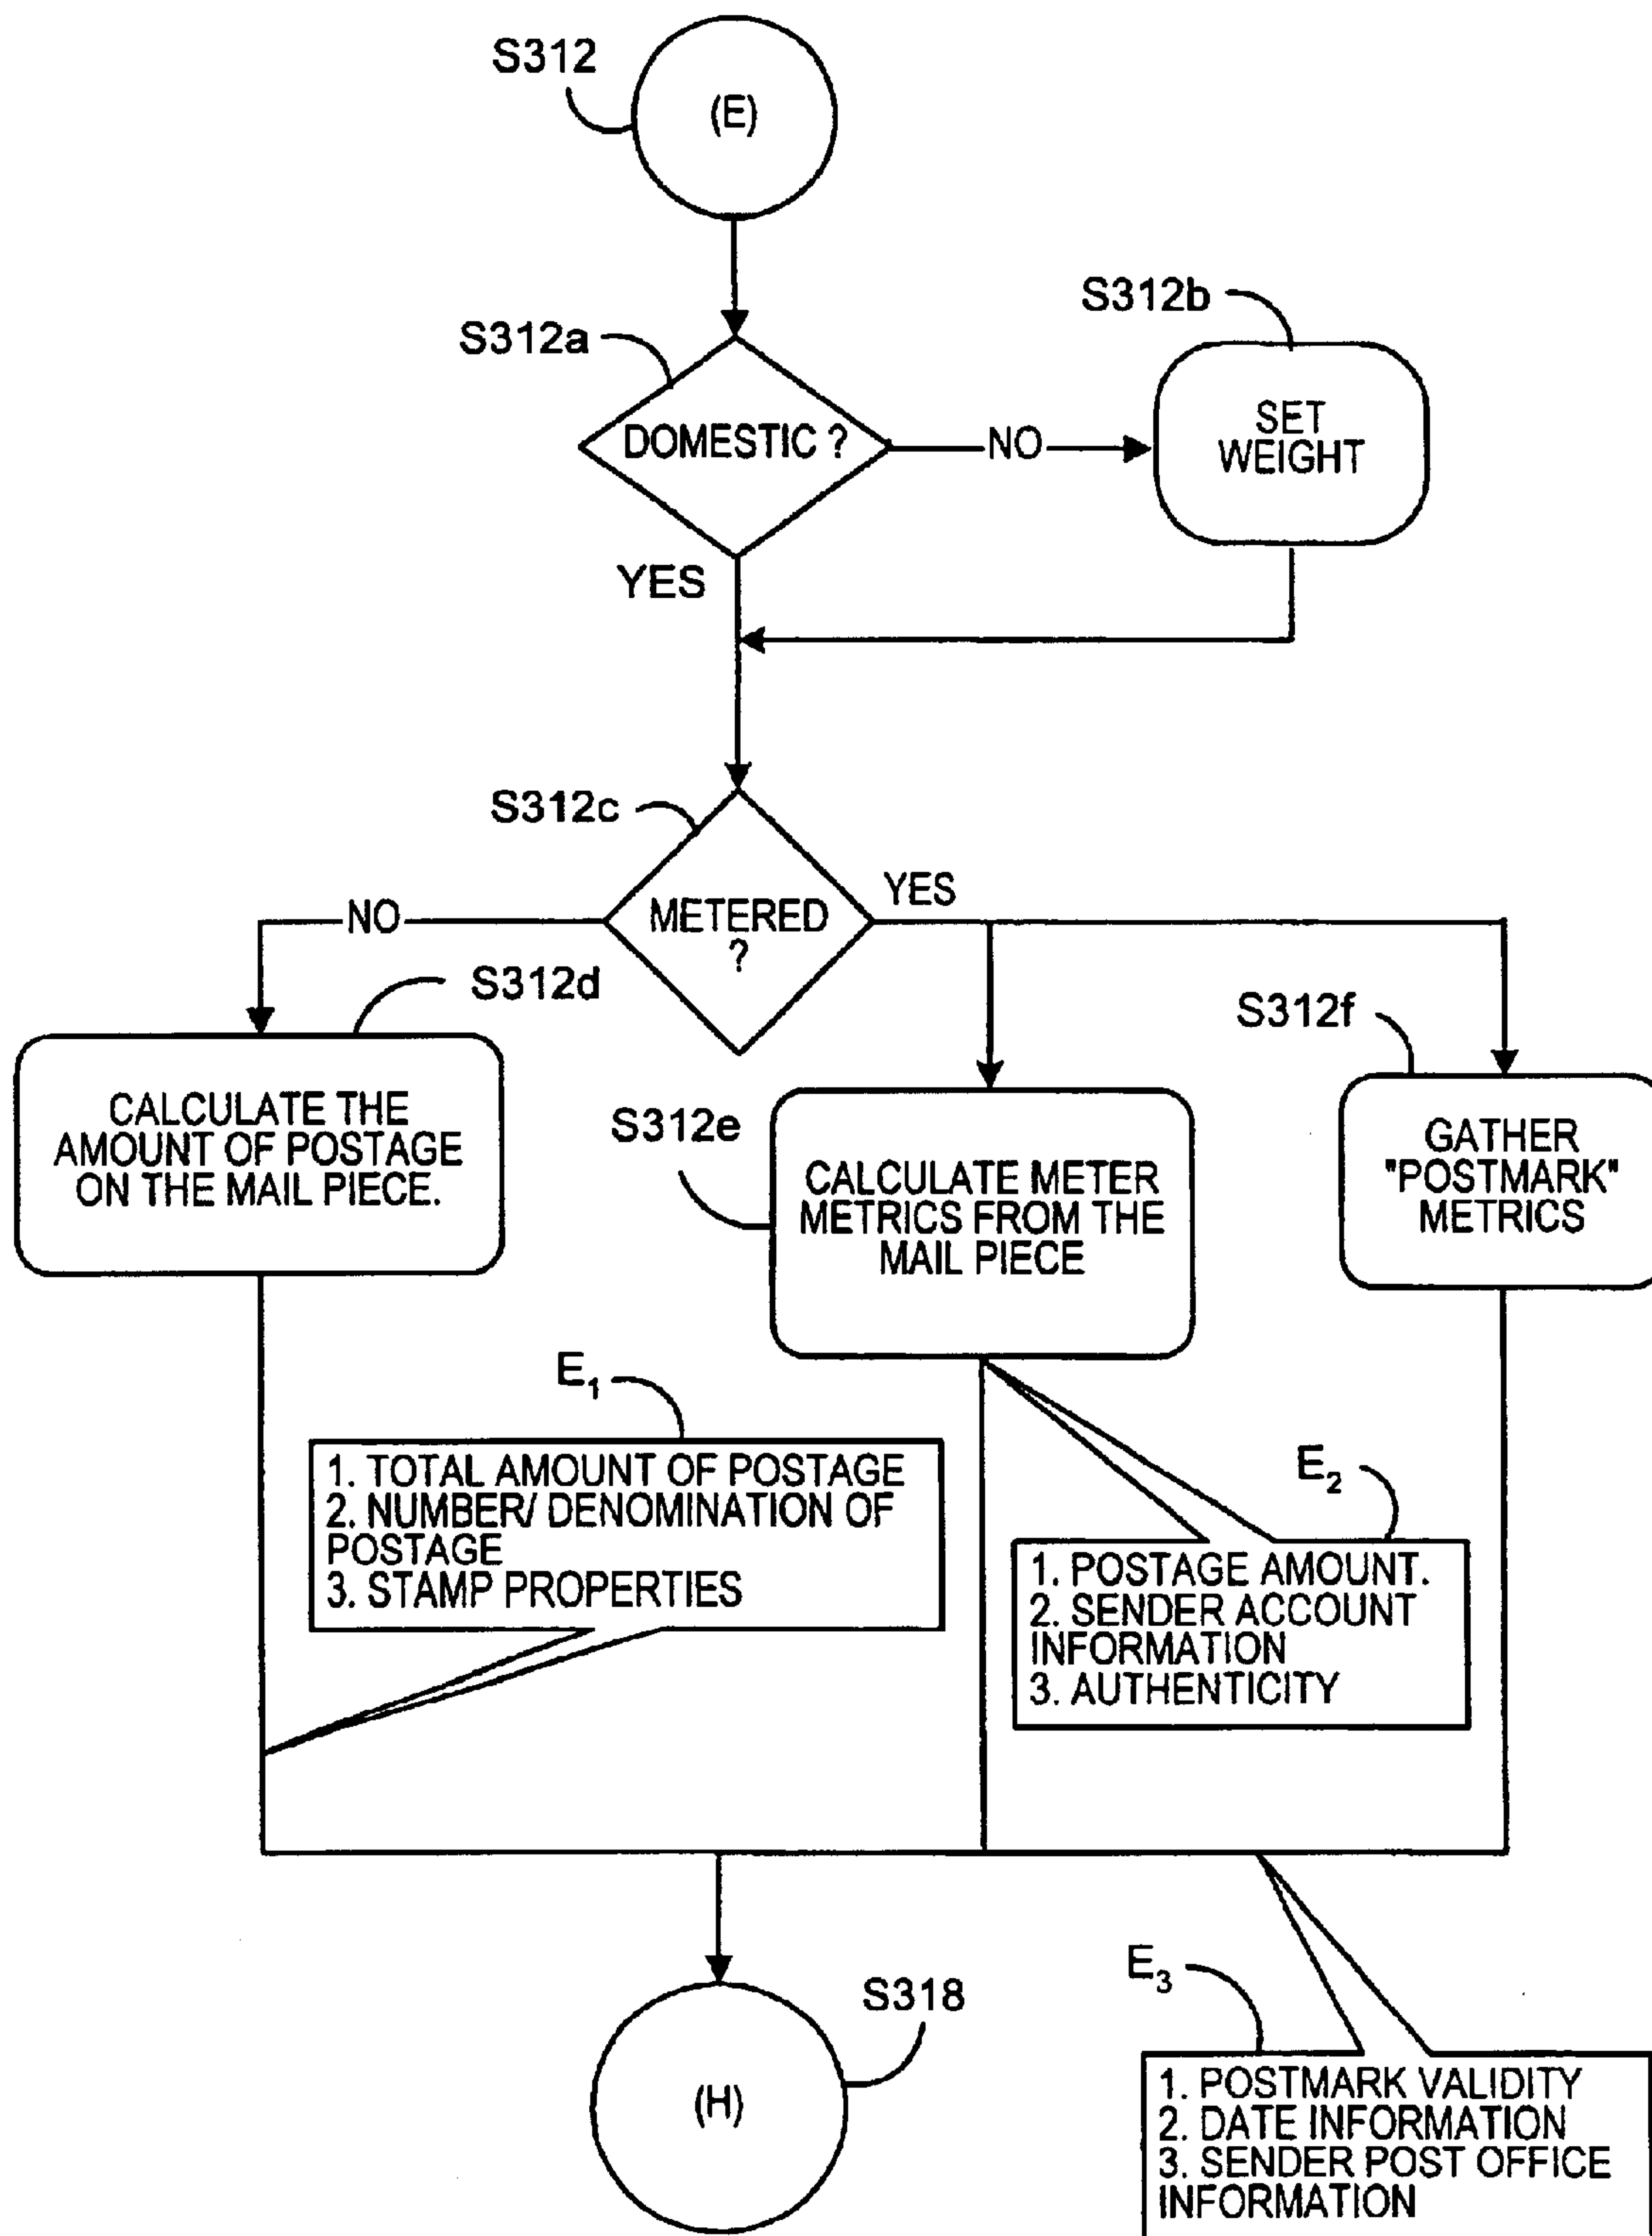 S312
(E)
S312a
S312b
DOMESTIC ?
NO
SET
WEIGHT
YES
S312c
METERED
?
NO
YES
S312d
S312f
CALCULATE THE
AMOUNT OF POSTAGE
ON THE MAIL PIECE.
S312e
CALCULATE METER
METRICS FROM THE
MAIL PIECE
GATHER
"POSTMARK"
METRICS
E₁
1. TOTAL AMOUNT OF POSTAGE
2. NUMBER/ DENOMINATION OF
POSTAGE
3. STAMP PROPERTIES
E₂
1. POSTAGE AMOUNT.
2. SENDER ACCOUNT
INFORMATION
3. AUTHENTICITY
S318
(H)
E₃
1. POSTMARK VALIDITY
2. DATE INFORMATION
3. SENDER POST OFFICE
INFORMATION